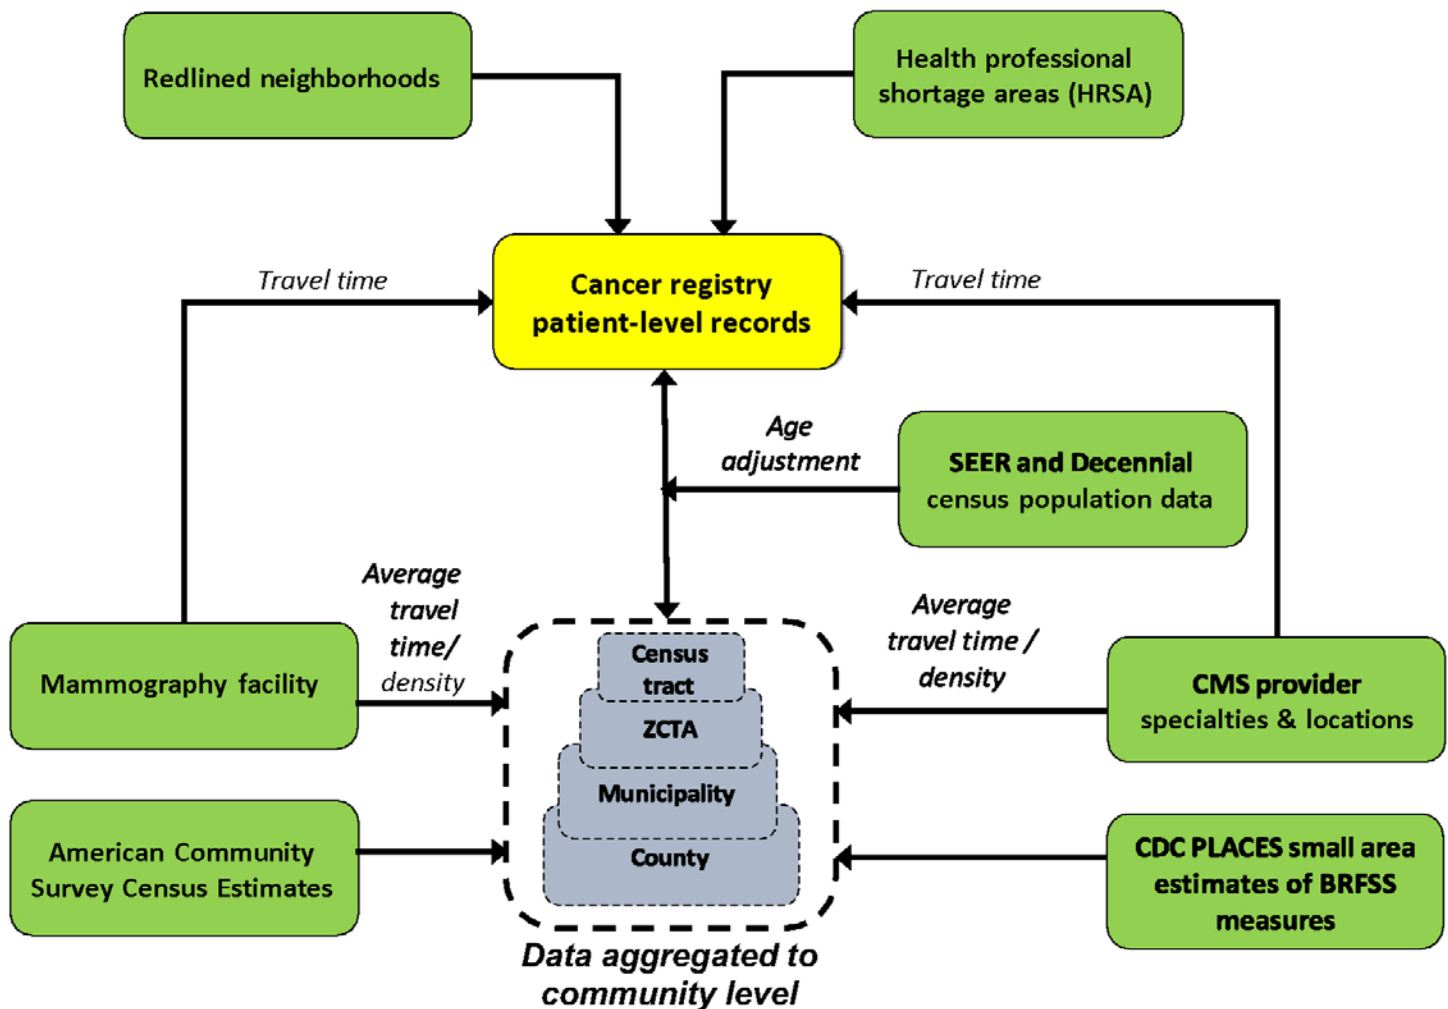 Redlined neighborhoods
Health professional
shortage areas (HRSA)
Travel time
Cancer registry
patient-level records
Travel time
Age
adjustment
SEER and Decennial
census population data
Average
travel
time/
density
Average
travel time /
density
Mammography facility
Census
tract
ZCTA
Municipality
County
CMS provider
specialties & locations
American Community
Survey Census Estimates
CDC PLACES small area
estimates of BRFSS
measures
Data aggregated to
community level